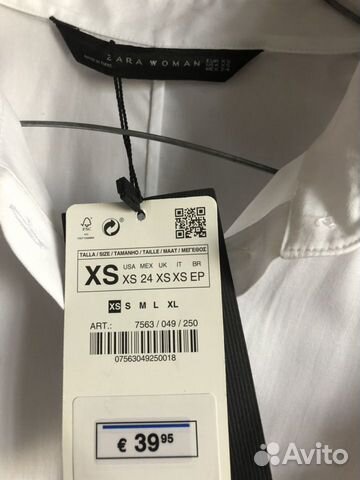 ZARA WOMAN
FSC
TALLA / SIZE / TAMANHO / TAILLE / MAAT / ΜΕΓΕΘΟΣ
XS
USA MEX UK IT BR
XS 24 XS XS EP
XS S M L XL
ART.: 7563 / 049 / 250
07563049250018
€ 39.95
Avito